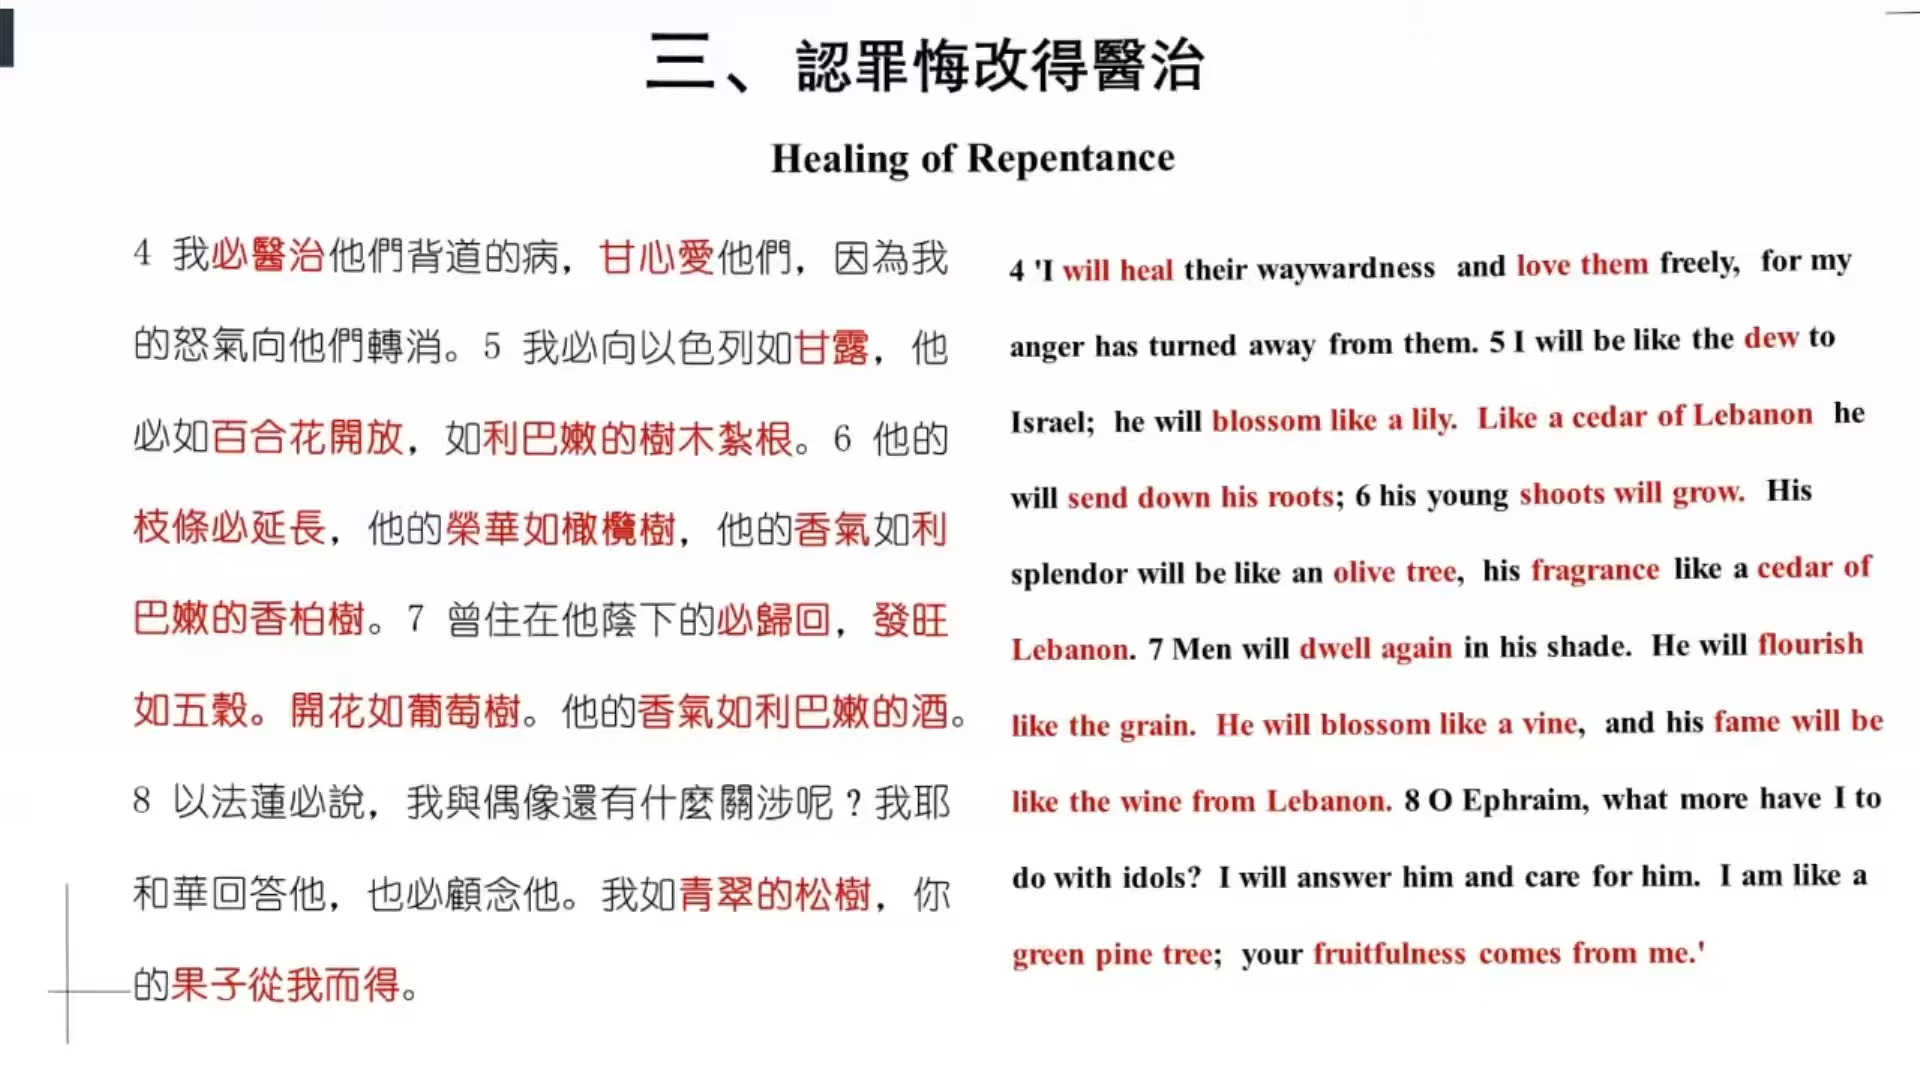 三、認罪悔改得醫治
Healing of Repentance
4 我必醫治他們背道的病，甘心愛他們，因為我
的怒氣向他們轉消。5 我必向以色列如甘露，他
必如百合花開放，如利巴嫩的樹木紮根。6 他的
枝條必延長，他的榮華如橄欖樹，他的香氣如利
巴嫩的香柏樹。7 曾住在他蔭下的必歸回，發旺
如五穀。開花如葡萄樹。他的香氣如利巴嫩的酒。
8 以法蓮必說，我與偶像還有什麼關涉呢？我耶
和華回答他，也必顧念他。我如青翠的松樹，你
的果子從我而得。
4 'I will heal their waywardness and love them freely, for my
anger has turned away from them. 5 I will be like the dew to
Israel; he will blossom like a lily. Like a cedar of Lebanon he
will send down his roots; 6 his young shoots will grow. His
splendor will be like an olive tree, his fragrance like a cedar of
Lebanon. 7 Men will dwell again in his shade. He will flourish
like the grain. He will blossom like a vine, and his fame will be
like the wine from Lebanon. 8 O Ephraim, what more have I to
do with idols? I will answer him and care for him. I am like a
green pine tree; your fruitfulness comes from me.'